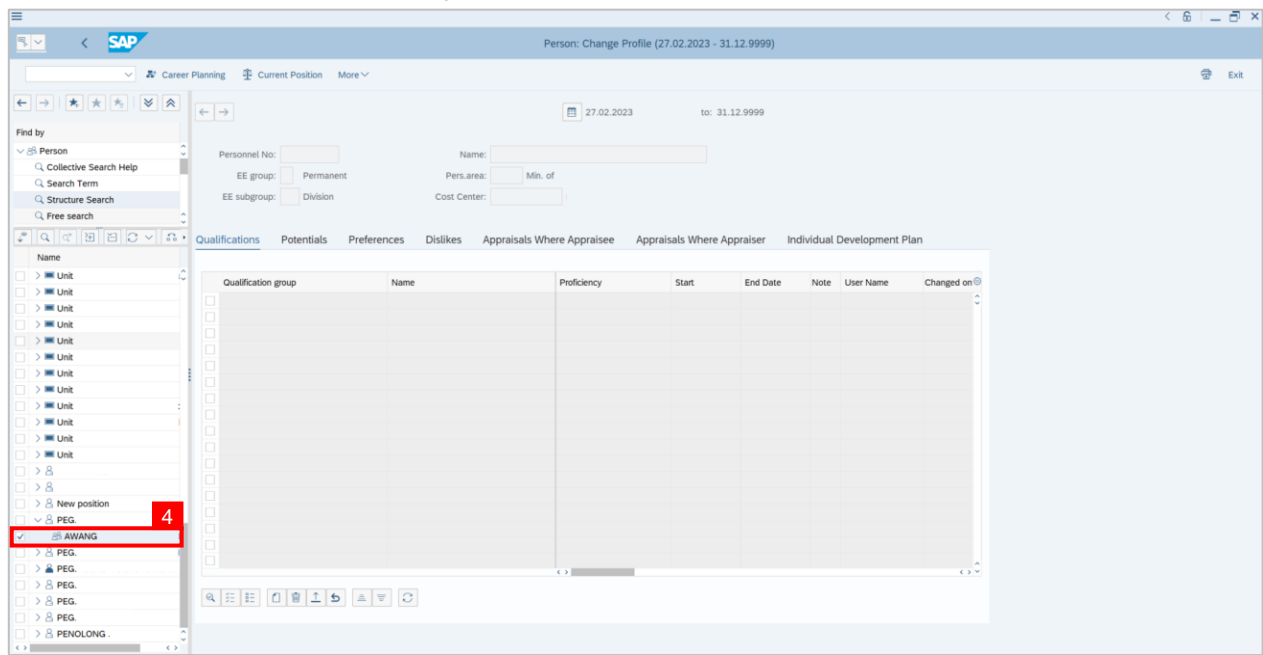 SAP
Person: Change Profile (27.02.2023 - 31.12.9999)
Career Planning Current Position More Exit
27.02.2023 to: 31.12.9999
Find by
Person
Collective Search Help
Search Term
Structure Search
Free search
Personnel No: Name:
EE group: Permanent Pers.area: Min. of
EE subgroup: Division Cost Center:
Qualifications Potentials Preferences Dislikes Appraisals Where Appraisee Appraisals Where Appraiser Individual Development Plan
Name
Qualification group Name Proficiency Start End Date Note User Name Changed on
Unit
Unit
Unit
Unit
Unit
Unit
Unit
Unit
Unit
Unit
Unit
Unit
New position
4
PEG.
AWANG
PEG.
PEG.
PEG.
PEG.
PEG.
PENOLONG .